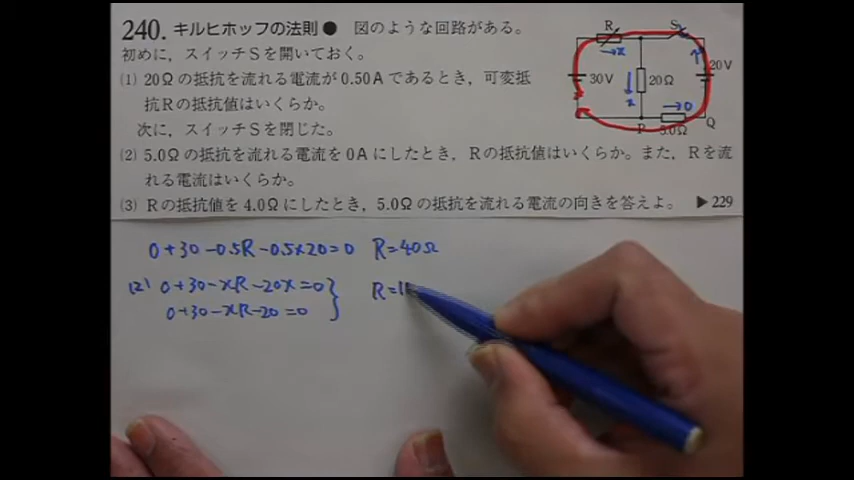 240. キルヒホッフの法則● 図のような回路がある。
初めに，スイッチSを開いておく。
(1) 20Ωの抵抗を流れる電流が0.50Aであるとき，可変抵
抗Rの抵抗値はいくらか。
次に，スイッチSを閉じた。
(2) 5.0Ωの抵抗を流れる電流を0Aにしたとき，Rの抵抗値はいくらか。また，Rを流
れる電流はいくらか。
(3) Rの抵抗値を4.0Ωにしたとき，5.0Ωの抵抗を流れる電流の向きを答えよ。 ▶229
R
S
→x
30V
20Ω
20V
x
→0
P
5.0Ω
Q
0+30-0.5R-0.5×20=0 R=40Ω
(2) 0+30-xR-20x=0
0+30-xR-20=0
R=1